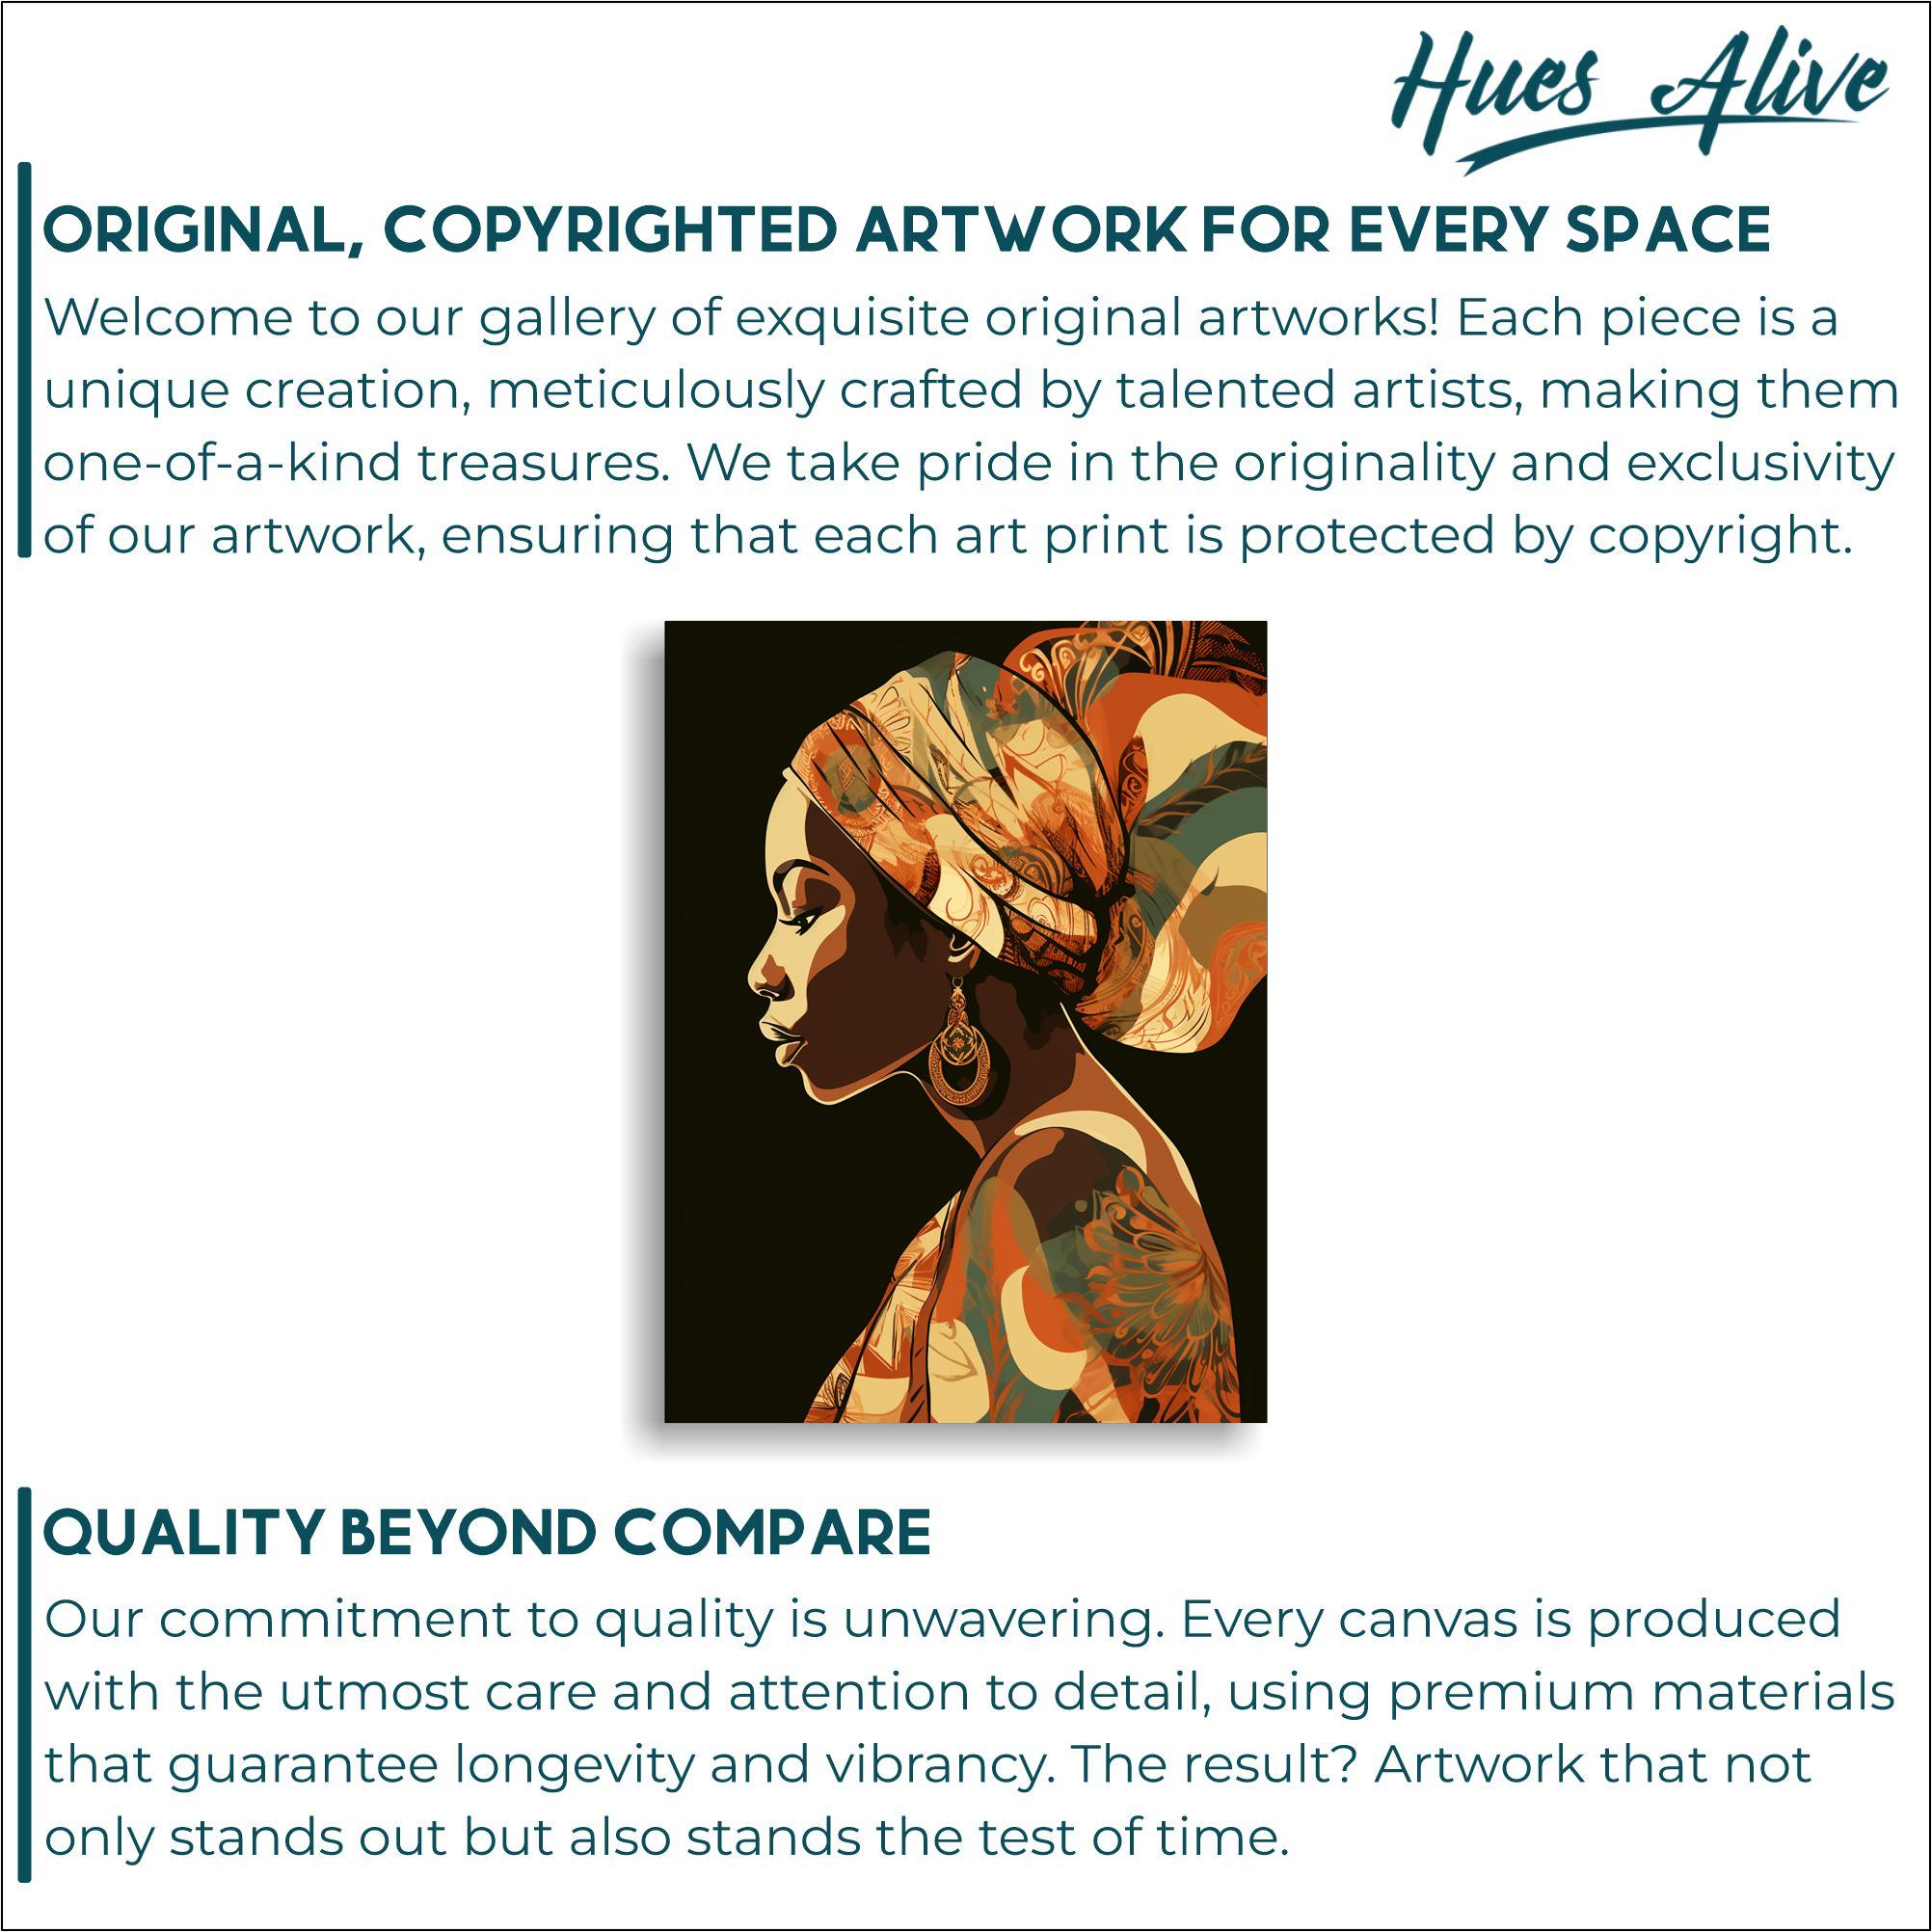 Hues Alive
ORIGINAL, COPYRIGHTED ARTWORK FOR EVERY SPACE
Welcome to our gallery of exquisite original artworks! Each piece is a
unique creation, meticulously crafted by talented artists, making them
one-of-a-kind treasures. We take pride in the originality and exclusivity
of our artwork, ensuring that each art print is protected by copyright.
QUALITY BEYOND COMPARE
Our commitment to quality is unwavering. Every canvas is produced
with the utmost care and attention to detail, using premium materials
that guarantee longevity and vibrancy. The result? Artwork that not
only stands out but also stands the test of time.